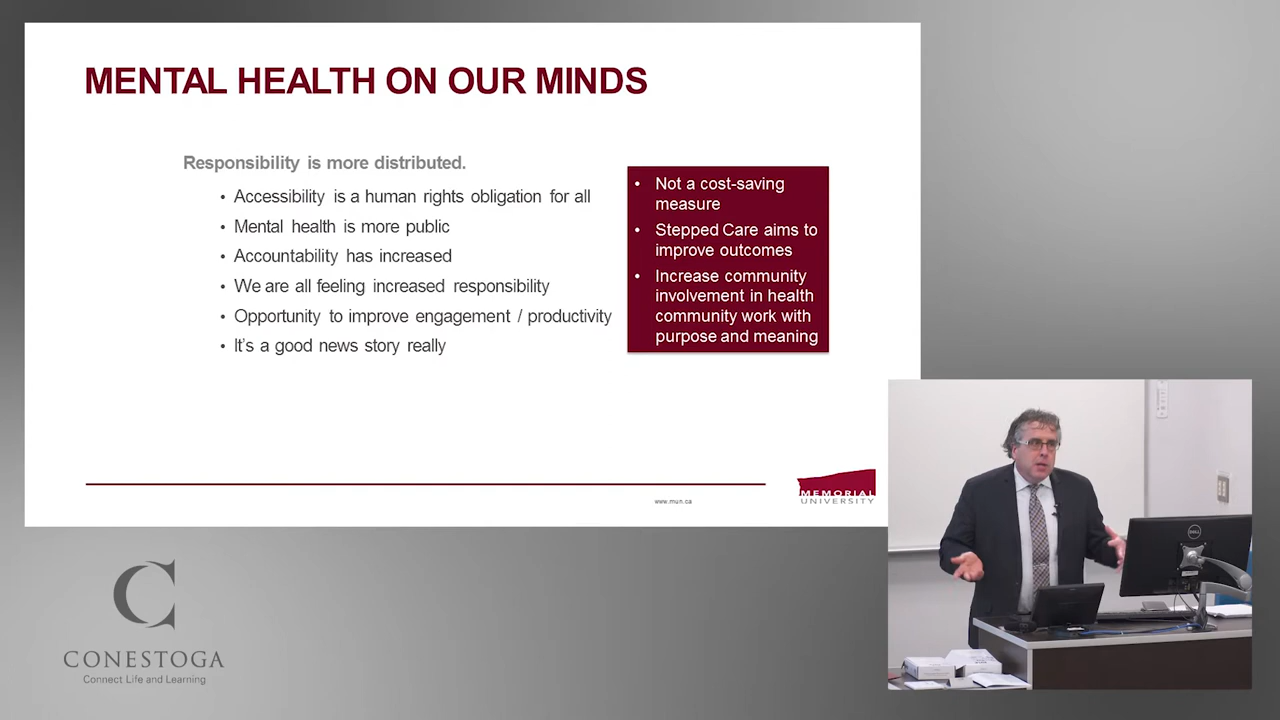 MENTAL HEALTH ON OUR MINDS
Responsibility is more distributed.
• Accessibility is a human rights obligation for all
• Mental health is more public
• Accountability has increased
• We are all feeling increased responsibility
• Opportunity to improve engagement / productivity
• It's a good news story really
• Not a cost-saving
measure
• Stepped Care aims to
improve outcomes
• Increase community
involvement in health
community work with
purpose and meaning
www.mun.ca
MEMORIAL
UNIVERSITY
DELL
C
CONESTOGA
Connect Life and Learning